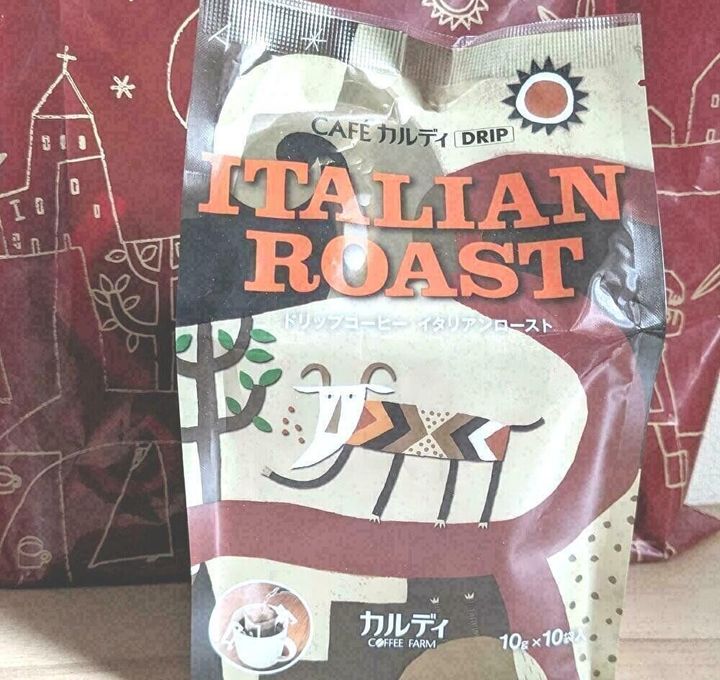 CAFÉ カルディ DRIP
ITALIAN
ROAST
ドリップコーヒー イタリアンロースト
カルディ
COFFEE FARM
10g×10袋入